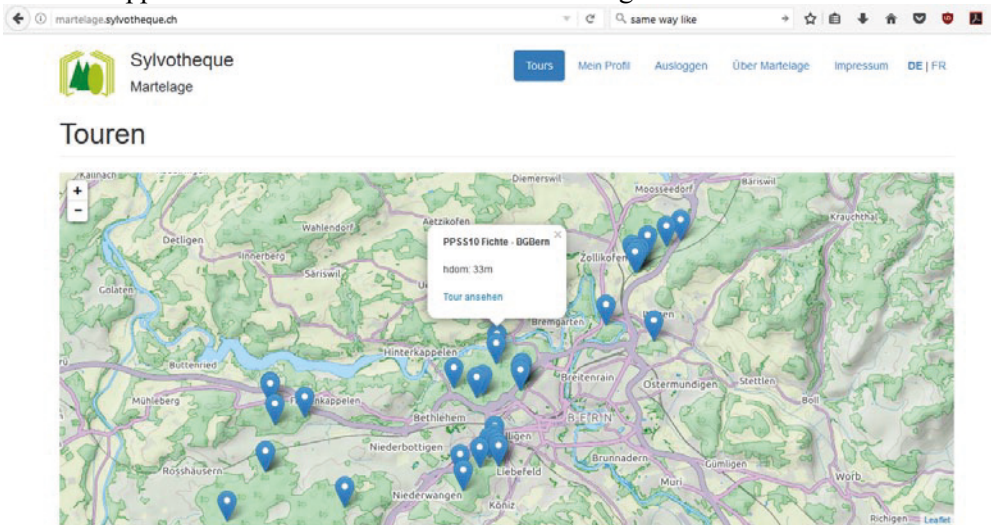 martelage.sylvotheque.ch
same way like
Sylvotheque
Martelage
Tours Mein Profil Ausloggen Über Martelage Impressum DE | FR
Touren
+
-
Kallnach
Diemerswil
Moosseedorf
Bäriswil
Krauchthal
Wahlendorf
Aetzikofen
Detligen
Innerberg
Säriswil
Golaten
PPSS10 Fichte - BGBern ×
hdom: 33m
Tour ansehen
Zollikofen
Bremgarten
Hinterkappelen
Buttenried
Breitenrain
Ostermundigen
Stettlen
Mühleberg
Boll
Bethlehem
BERN
Niederbottigen
Brunnadern
Gümligen
Rosshäusern
Liebefeld
Muri
Worb
Niederwangen
Köniz
Richigen
Leaflet